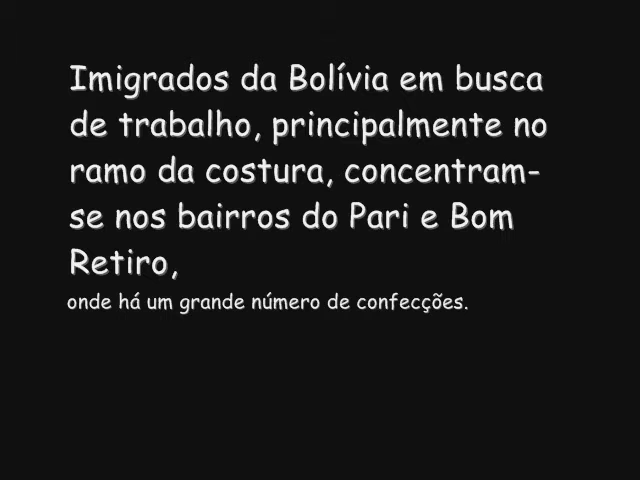 Imigrados da Bolívia em busca
de trabalho, principalmente no
ramo da costura, concentram-
se nos bairros do Pari e Bom
Retiro,
onde há um grande número de confecções.